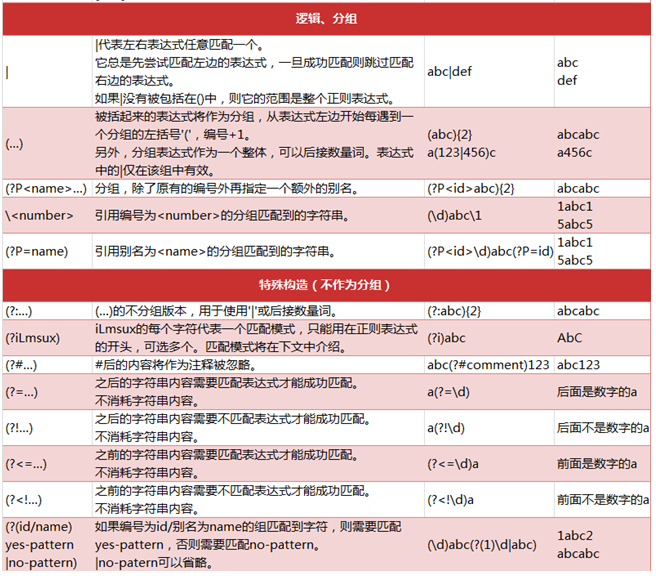 逻辑、分组
|
|代表左右表达式任意匹配一个。
它总是先尝试匹配左边的表达式，一旦成功匹配则跳过匹配
右边的表达式。
如果|没有被包括在()中，则它的范围是整个正则表达式。
abc|def
abc
def
(...)
被括起来的表达式将作为分组，从表达式左边开始每遇到一
个分组的左括号'('，编号+1。
另外，分组表达式作为一个整体，可以后接数量词。表达式
中的|仅在该组中有效。
(abc){2}
a(123|456)c
abcabc
a456c
(?P<name>...)
分组，除了原有的编号外再指定一个额外的别名。
(?P<id>abc){2}
abcabc
\<number>
引用编号为<number>的分组匹配到的字符串。
(\d)abc\1
1abc1
5abc5
(?P=name)
引用别名为<name>的分组匹配到的字符串。
(?P<id>\d)abc(?P=id)
1abc1
5abc5
特殊构造（不作为分组）
(?:...)
(...)的不分组版本，用于使用'|'或后接数量词。
(?:abc){2}
abcabc
(?iLmsux)
iLmsux的每个字符代表一个匹配模式，只能用在正则表达式
的开头，可选多个。匹配模式将在下文中介绍。
(?i)abc
AbC
(?#...)
#后的内容将作为注释被忽略。
abc(?#comment)123
abc123
(?=...)
之后的字符串内容需要匹配表达式才能成功匹配。
不消耗字符串内容。
a(?=\d)
后面是数字的a
(?!...)
之后的字符串内容需要不匹配表达式才能成功匹配。
不消耗字符串内容。
a(?!\d)
后面不是数字的a
(?<=...)
之前的字符串内容需要匹配表达式才能成功匹配。
不消耗字符串内容。
(?<=\d)a
前面是数字的a
(?<!...)
之前的字符串内容需要不匹配表达式才能成功匹配。
不消耗字符串内容。
(?<!\d)a
前面不是数字的a
(?(id/name)
yes-pattern
|no-pattern)
如果编号为id/别名为name的组匹配到字符，则需要匹配
yes-pattern，否则需要匹配no-pattern。
|no-patern可以省略。
(\d)abc(?(1)\d|abc)
1abc2
abcabc